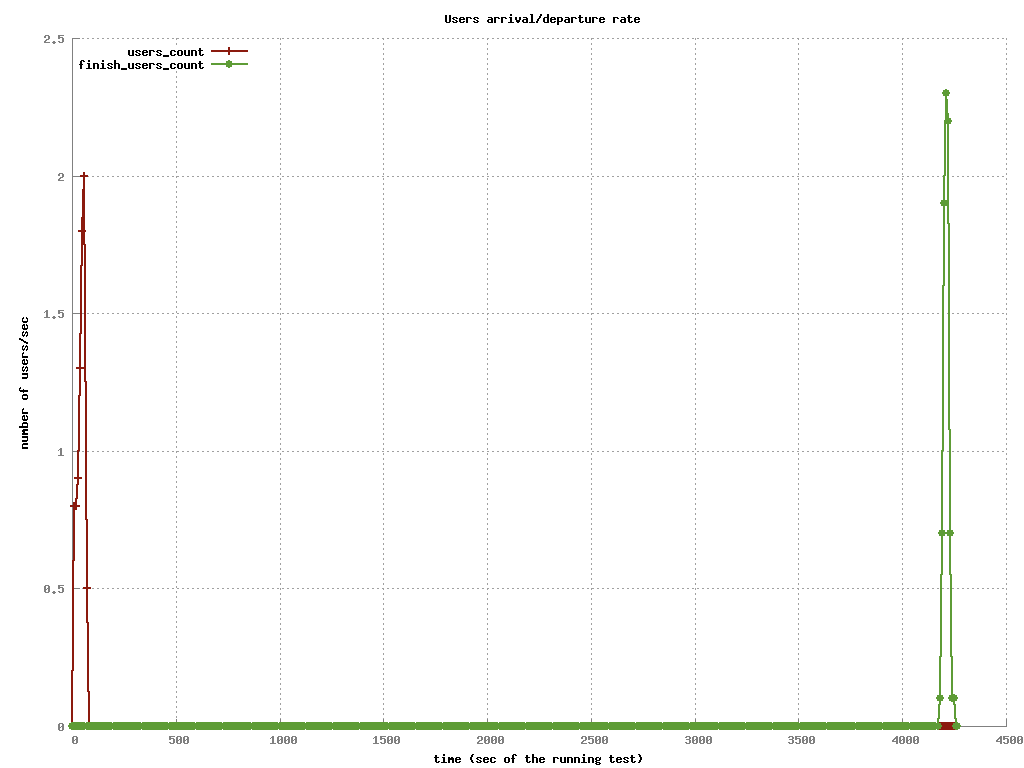 Users arrival/departure rate
users_count
finish_users_count
2.5
2
1.5
1
0.5
0
number of users/sec
0 500 1000 1500 2000 2500 3000 3500 4000 4500
time (sec of the running test)